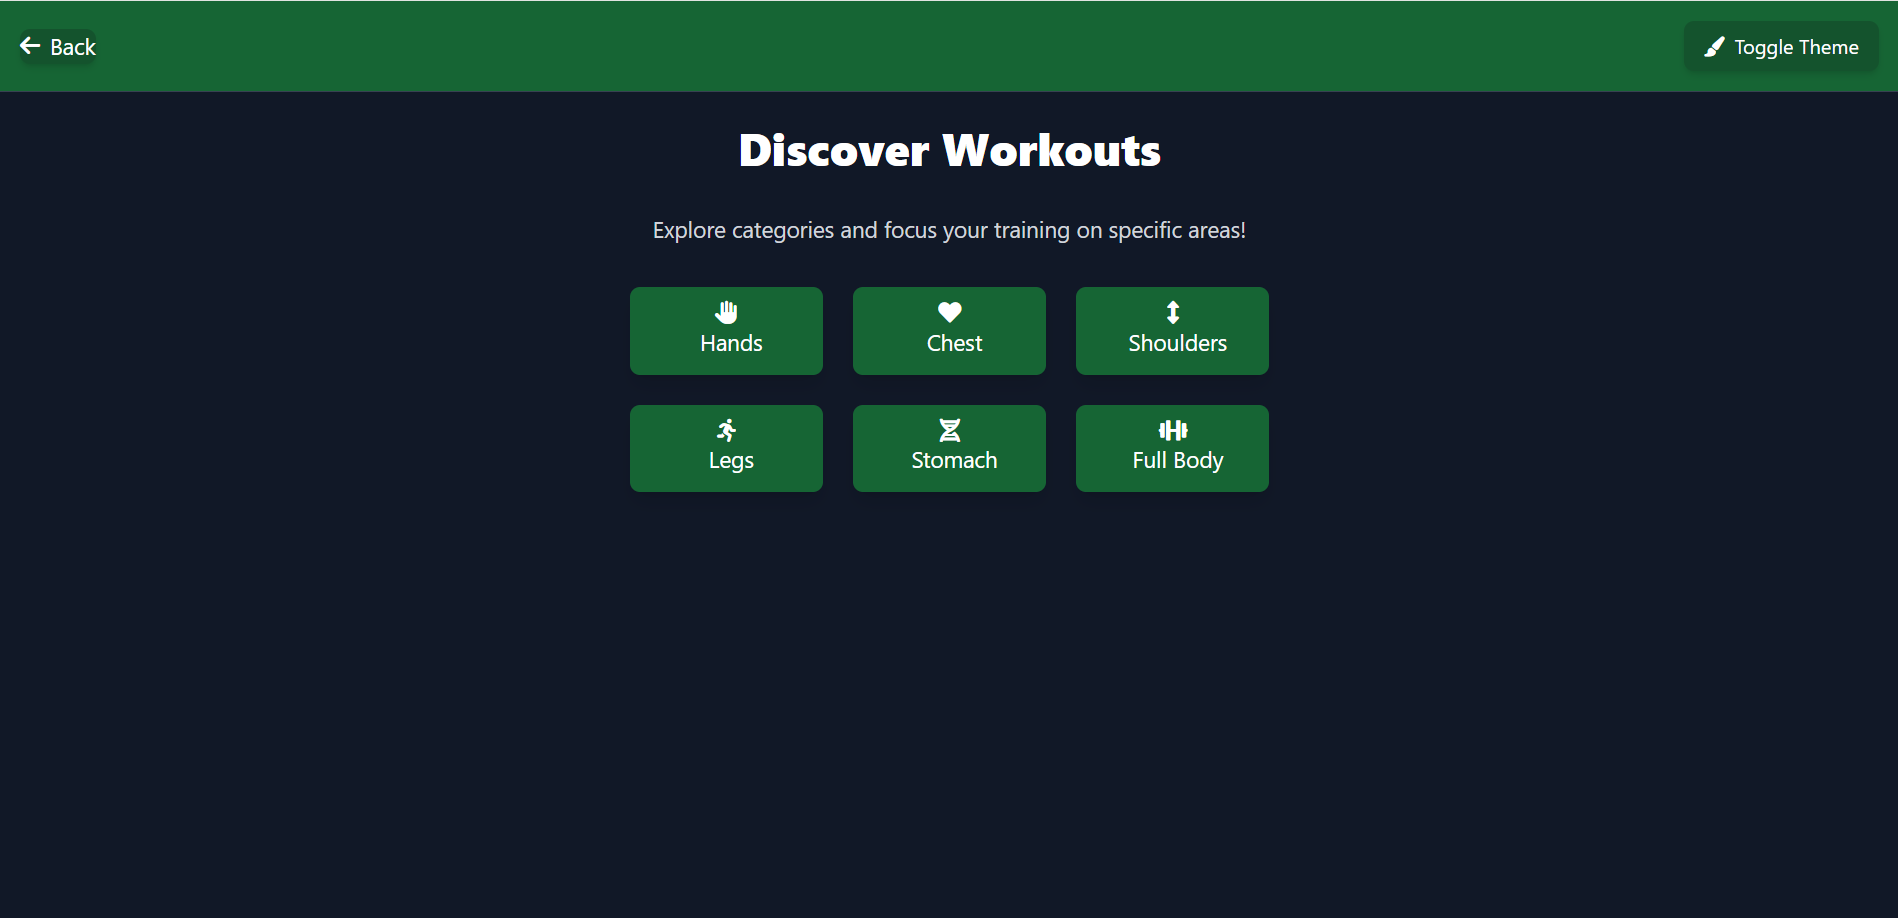 Back
Toggle Theme
Discover Workouts
Explore categories and focus your training on specific areas!
Hands
Chest
Shoulders
Legs
Stomach
Full Body